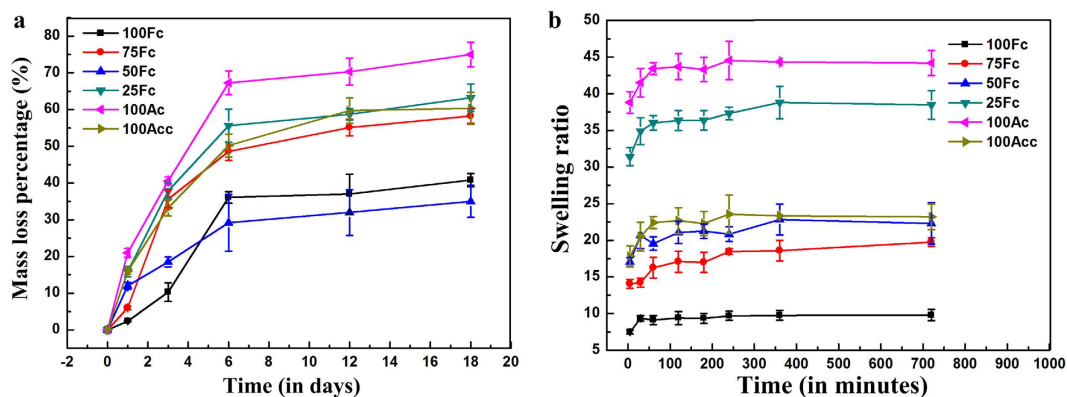 a
100Fc
75Fc
50Fc
25Fc
100Ac
100Acc
Mass loss percentage (%)
80
70
60
50
40
30
20
10
0
-2 0 2 4 6 8 10 12 14 16 18 20
Time (in days)
b
100Fc
75Fc
50Fc
25Fc
100Ac
100Acc
Swelling ratio
50
45
40
35
30
25
20
15
10
5
0 100 200 300 400 500 600 700 800 900 1000
Time (in minutes)